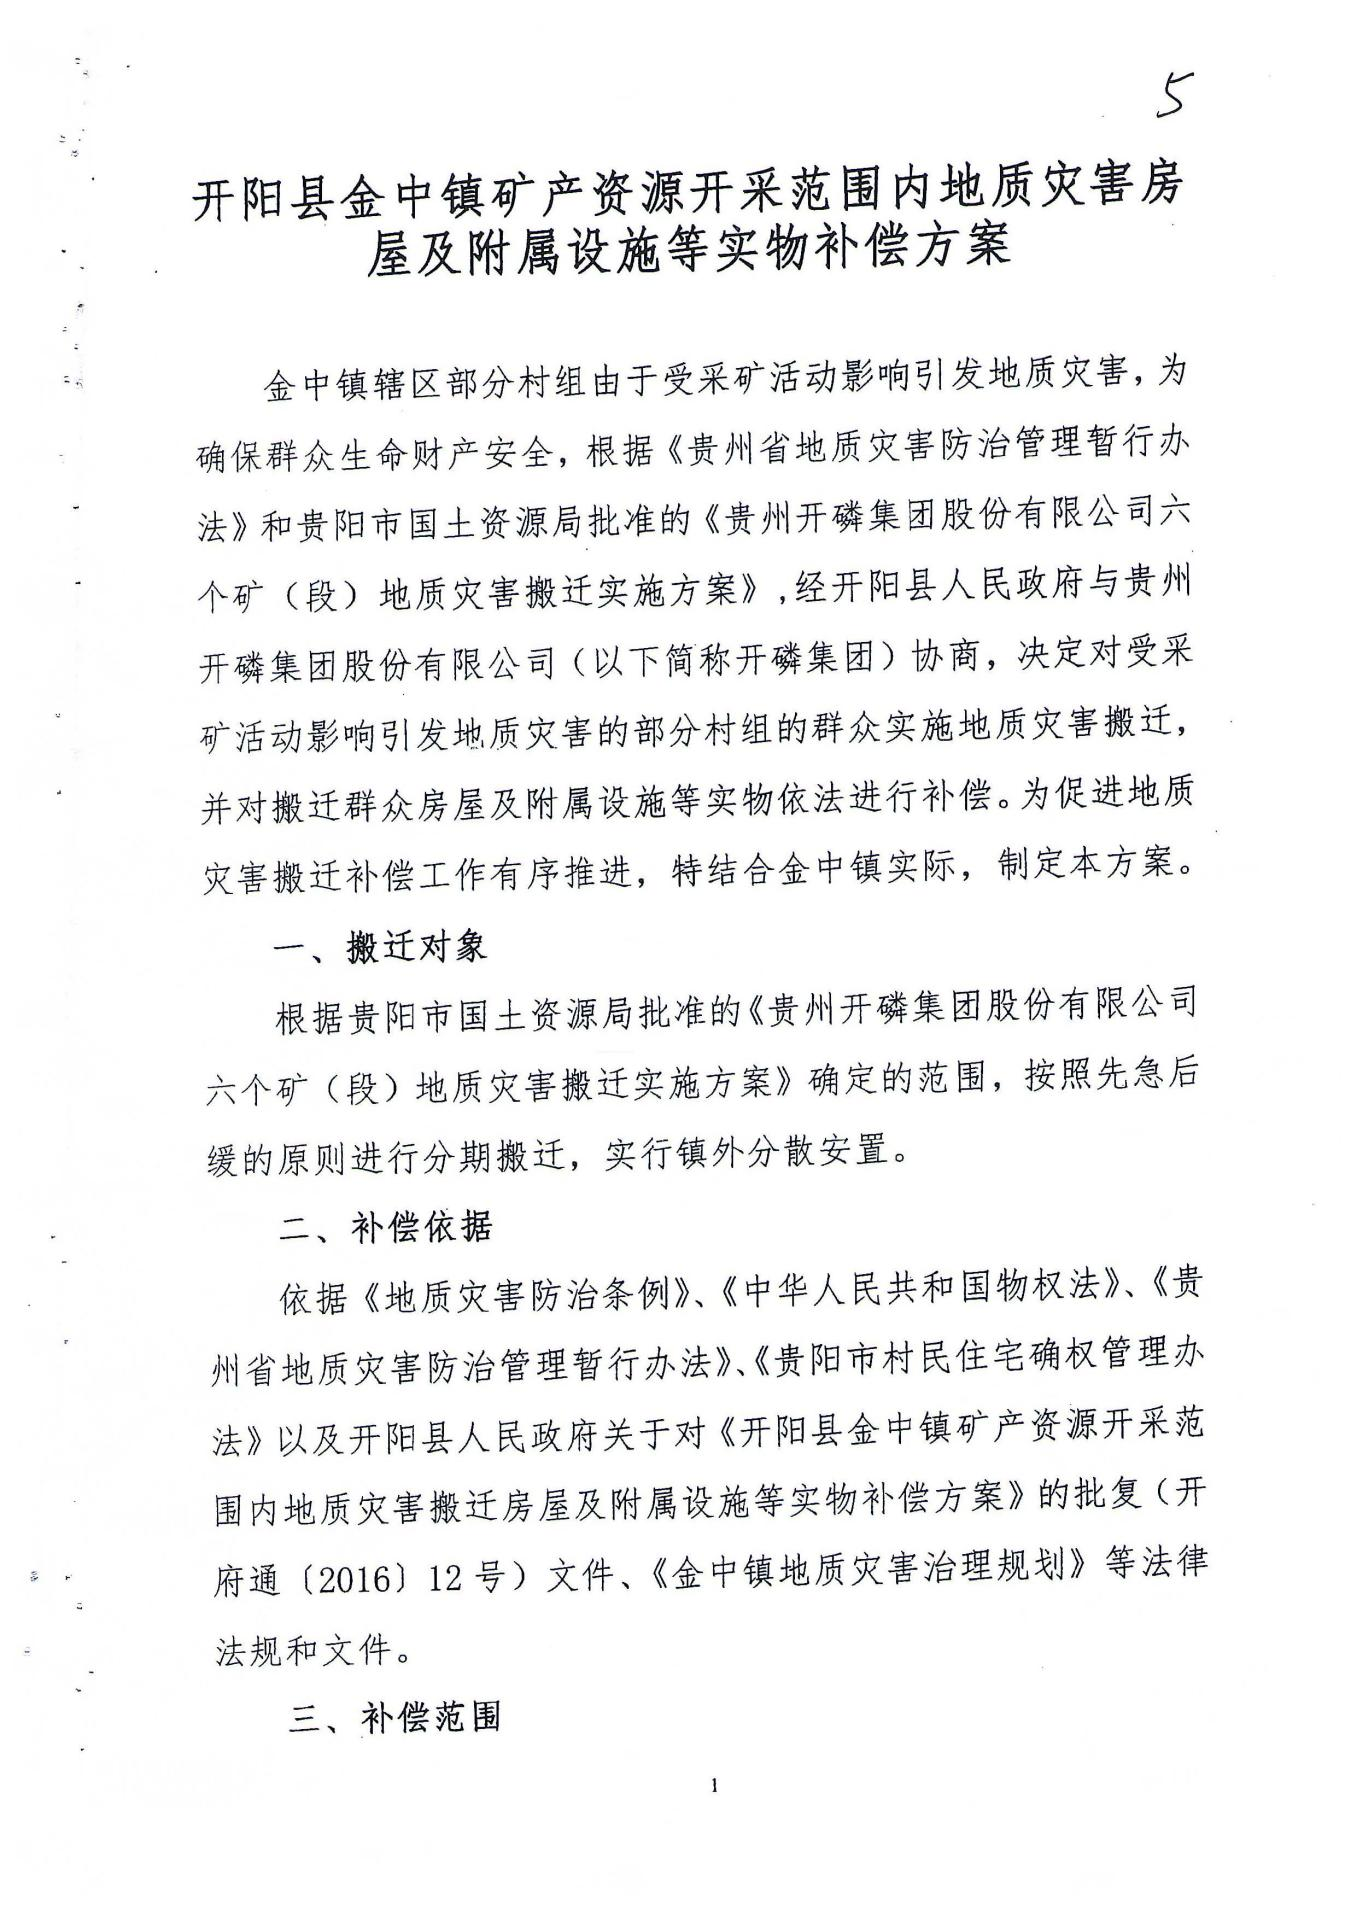 5
开阳县金中镇矿产资源开采范围内地质灾害房
屋及附属设施等实物补偿方案
金中镇辖区部分村组由于受采矿活动影响引发地质灾害，为
确保群众生命财产安全，根据《贵州省地质灾害防治管理暂行办
法》和贵阳市国土资源局批准的《贵州开磷集团股份有限公司六
个矿（段）地质灾害搬迁实施方案》,经开阳县人民政府与贵州
开磷集团股份有限公司（以下简称开磷集团）协商，决定对受采
矿活动影响引发地质灾害的部分村组的群众实施地质灾害搬迁，
并对搬迁群众房屋及附属设施等实物依法进行补偿。为促进地质
灾害搬迁补偿工作有序推进，特结合金中镇实际，制定本方案。
一、搬迁对象
根据贵阳市国土资源局批准的《贵州开磷集团股份有限公司
六个矿（段）地质灾害搬迁实施方案》确定的范围，按照先急后
缓的原则进行分期搬迁，实行镇外分散安置。
二、补偿依据
依据《地质灾害防治条例》、《中华人民共和国物权法》、《贵
州省地质灾害防治管理暂行办法》、《贵阳市村民住宅确权管理办
法》以及开阳县人民政府关于对《开阳县金中镇矿产资源开采范
围内地质灾害搬迁房屋及附属设施等实物补偿方案》的批复（开
府通〔2016〕12号）文件、《金中镇地质灾害治理规划》等法律
法规和文件。
三、补偿范围
1